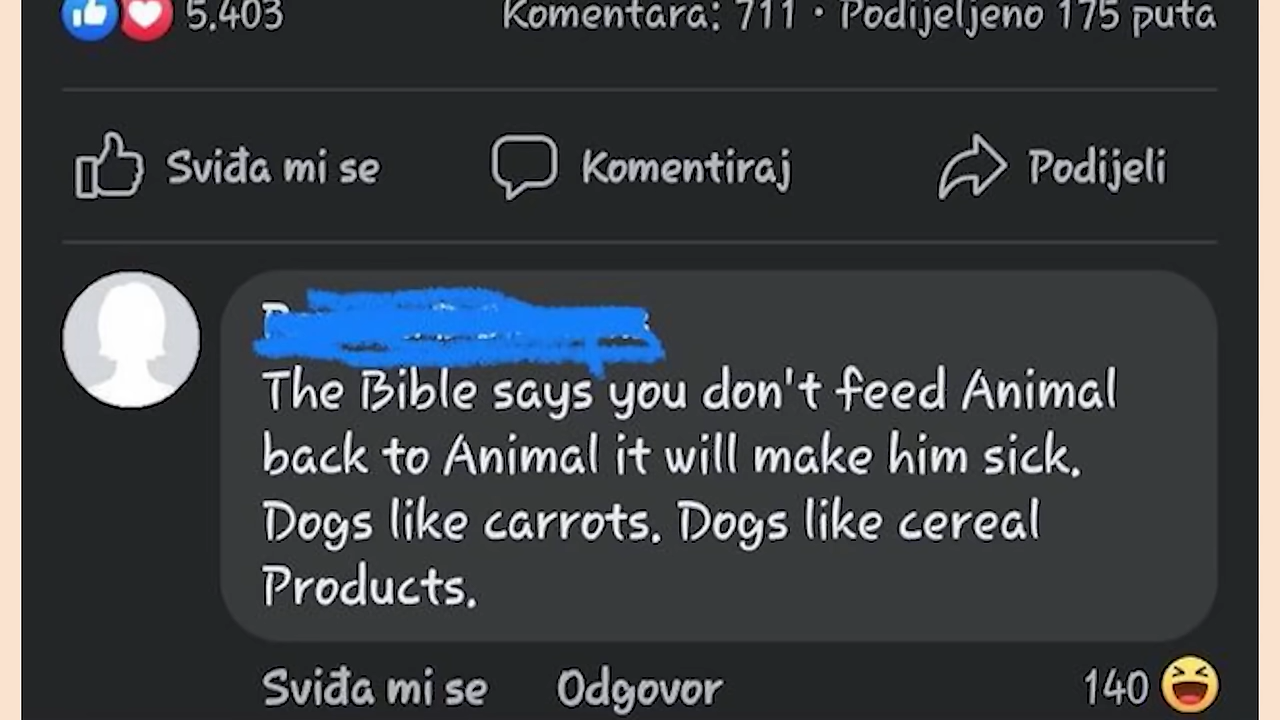 5.403 Komentara: 711 · Podijeljeno 175 puta
Sviđa mi se Komentiraj Podijeli
The Bible says you don't feed Animal
back to Animal it will make him sick.
Dogs like carrots. Dogs like cereal
Products.
Sviđa mi se Odgovor 140